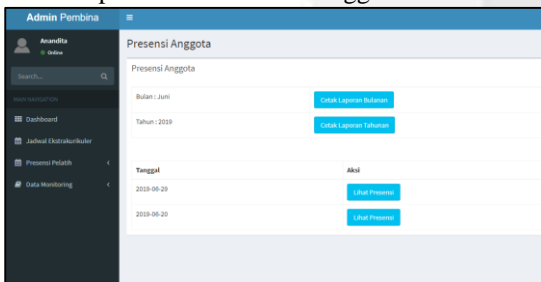 Admin Pembina
Anandita
Online
Presensi Anggota
Search...
Presensi Anggota
MAIN NAVIGATION
Bulan : Juni
Cetak Laporan Bulanan
Dashboard
Tahun : 2019
Cetak Laporan Tahunan
Jadwal Ekstrakurikuler
Presensi Pelatih
Data Monitoring
Tanggal
Aksi
2019-06-29
Lihat Presensi
2019-06-20
Lihat Presensi